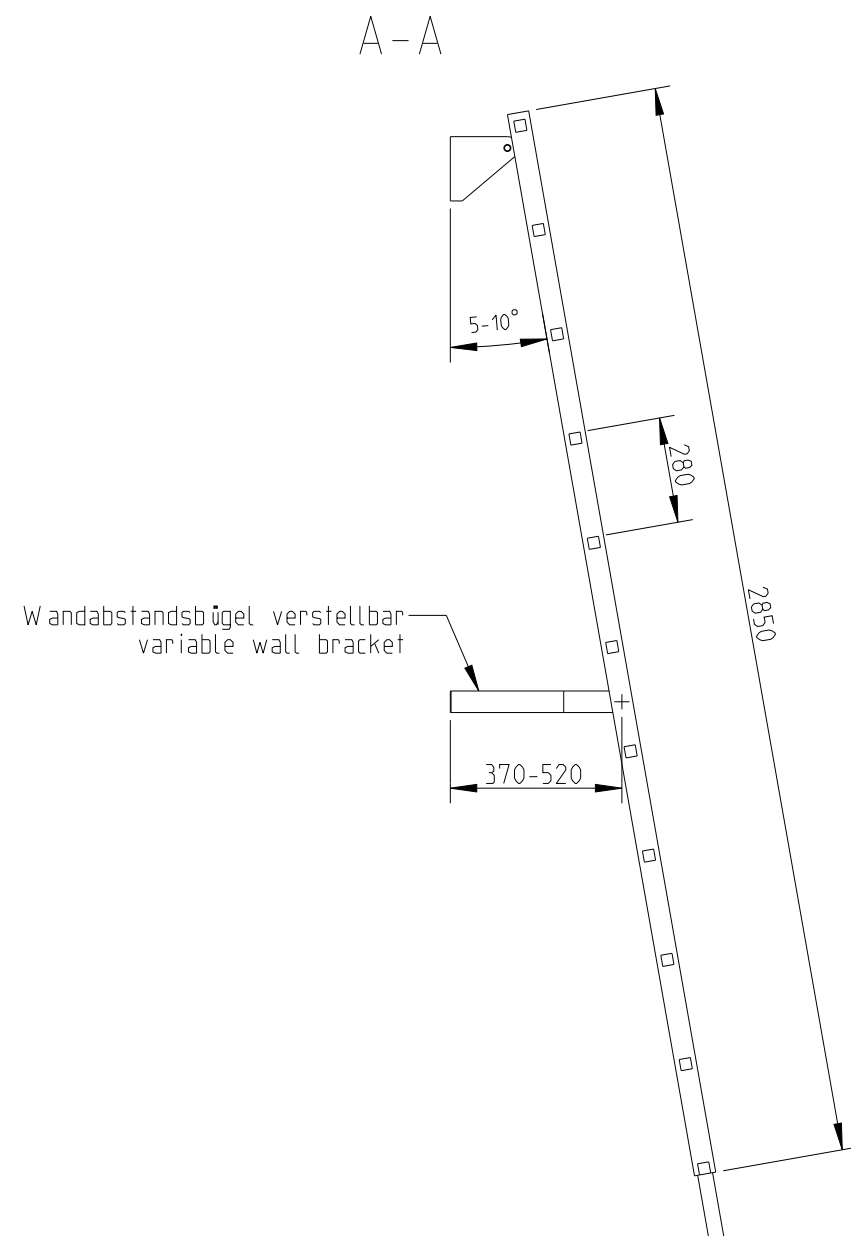 A-A
5-10°
280
2850
Wandabstandsbügel verstellbar
variable wall bracket
370-520